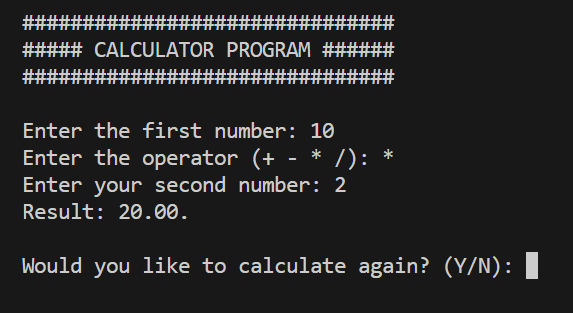 ###############################
##### CALCULATOR PROGRAM ######
###############################
Enter the first number: 10
Enter the operator (+ - * /): *
Enter your second number: 2
Result: 20.00.
Would you like to calculate again? (Y/N):